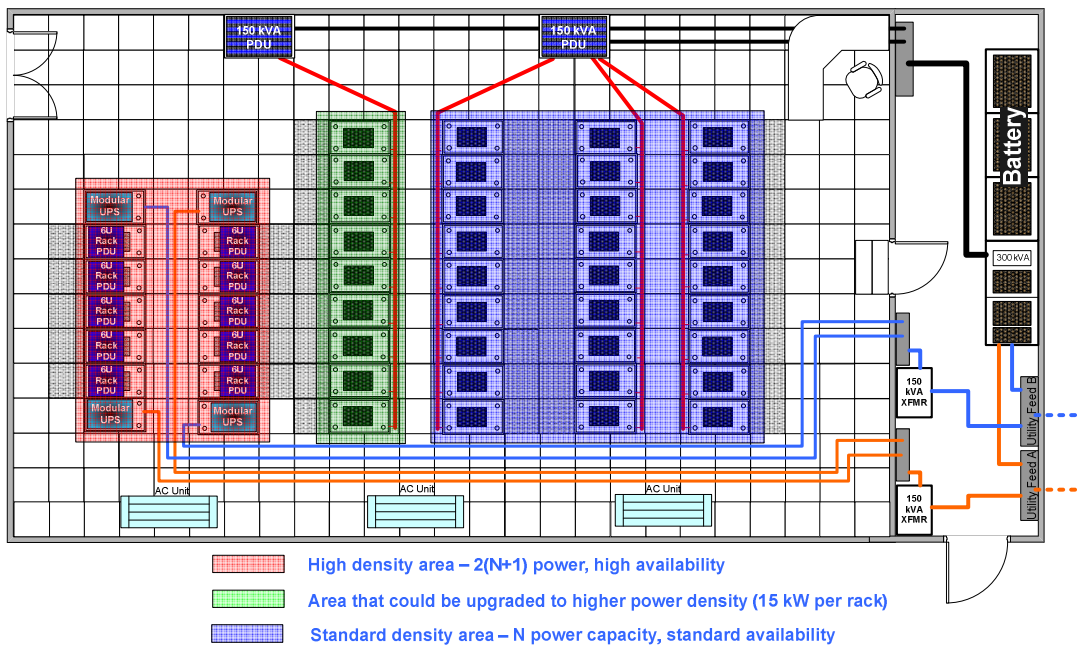 150 kVA
PDU
150 kVA
PDU
Battery
300 kVA
Modular
UPS
Modular
UPS
6U
Rack
PDU
6U
Rack
PDU
6U
Rack
PDU
6U
Rack
PDU
6U
Rack
PDU
6U
Rack
PDU
6U
Rack
PDU
6U
Rack
PDU
6U
Rack
PDU
6U
Rack
PDU
Modular
UPS
Modular
UPS
150
kVA
XFMR
Utility Feed B
150
kVA
XFMR
Utility Feed A
AC Unit
AC Unit
AC Unit
High density area – 2(N+1) power, high availability
Area that could be upgraded to higher power density (15 kW per rack)
Standard density area – N power capacity, standard availability